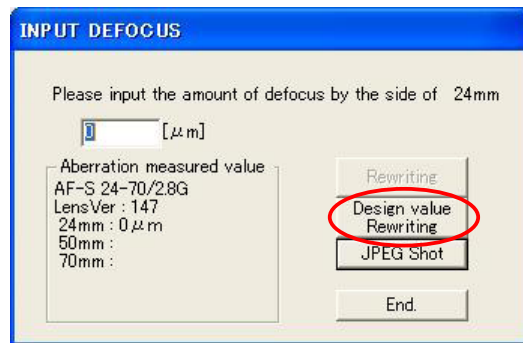 INPUT DEFOCUS
Please input the amount of defocus by the side of 24mm
0 [μm]
Aberration measured value
AF-S 24-70/2.8G
LensVer : 147
24mm : 0μm
50mm :
70mm :
Rewriting
Design value
Rewriting
JPEG Shot
End.